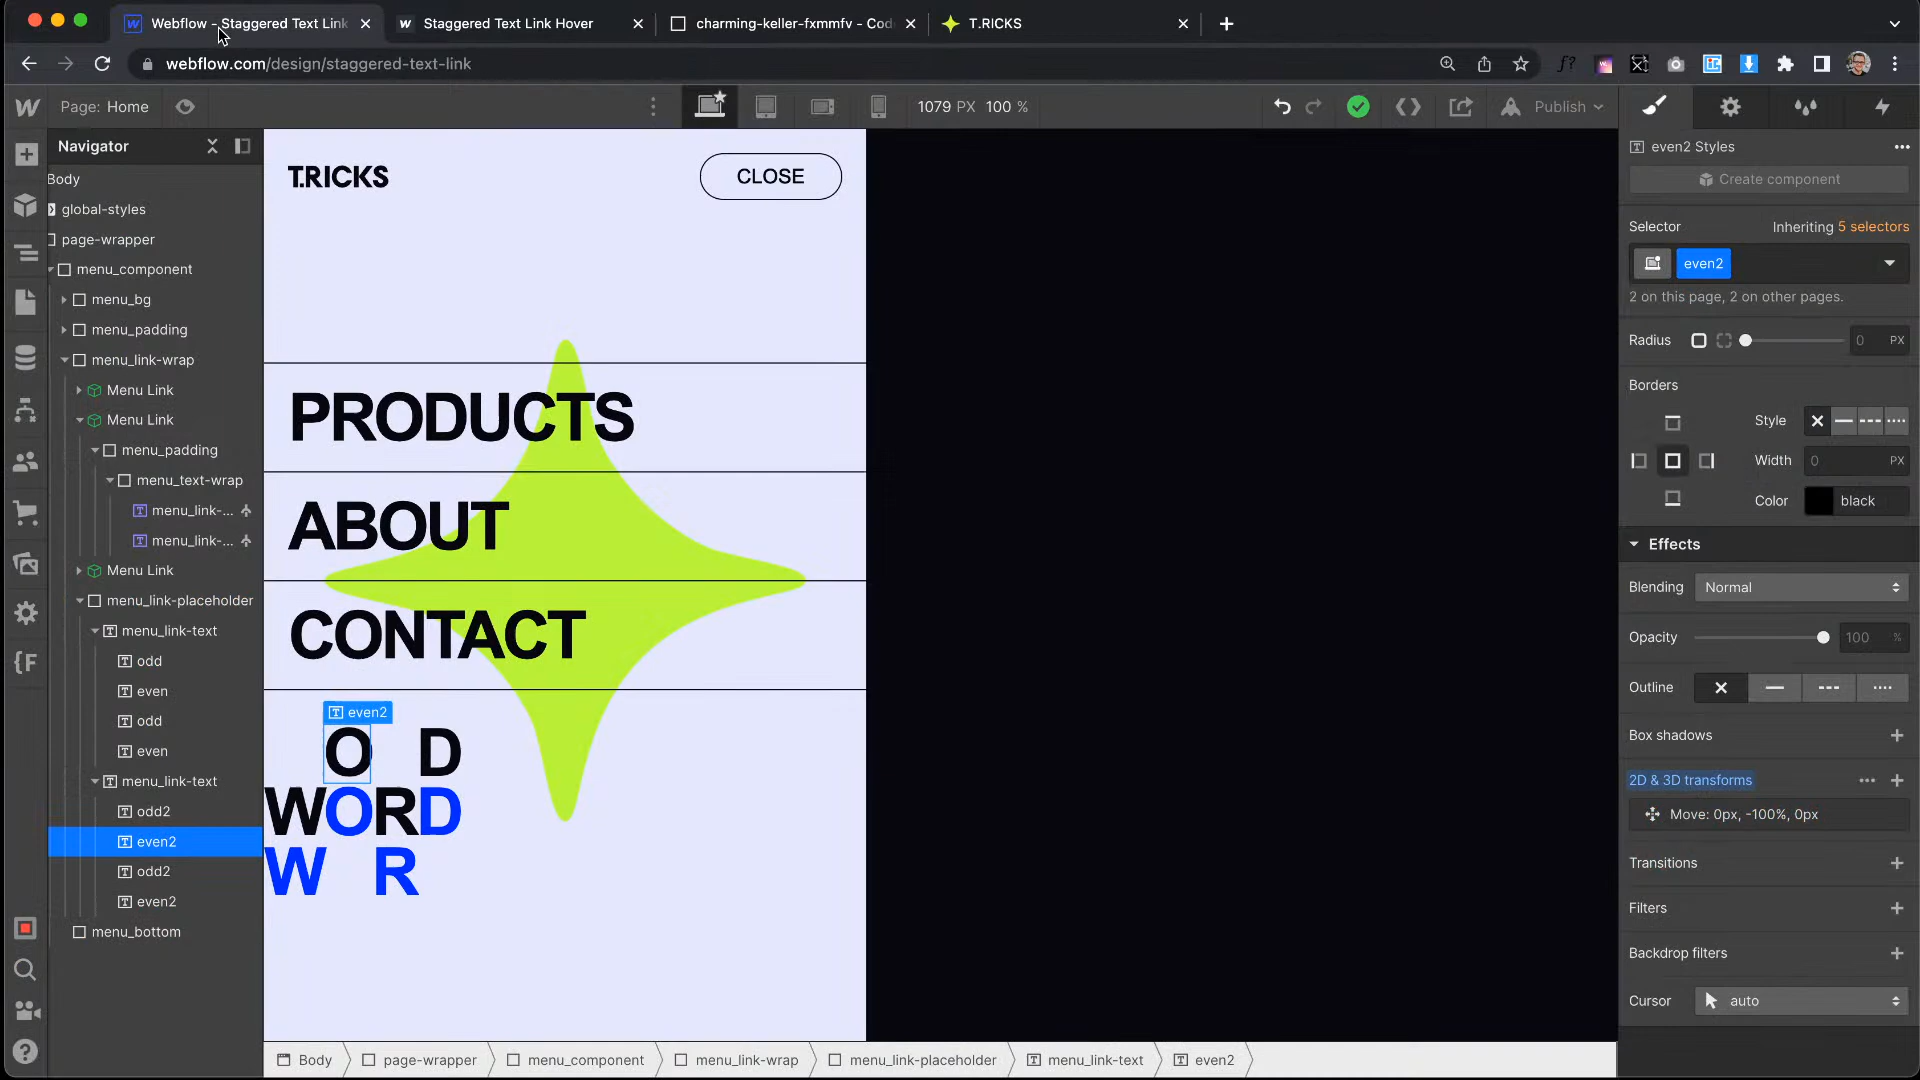 Webflow - Staggered Text Link
Staggered Text Link Hover
charming-keller-fxmmfv - Cod
T.RICKS
webflow.com/design/staggered-text-link
f?
Page: Home
1079 PX 100 %
Publish
Navigator
Body
global-styles
page-wrapper
menu_component
menu_bg
menu_padding
menu_link-wrap
Menu Link
Menu Link
menu_padding
menu_text-wrap
menu_link-...
menu_link-...
Menu Link
menu_link-placeholder
menu_link-text
odd
even
odd
even
menu_link-text
odd2
even2
odd2
even2
menu_bottom
T.RICKS
CLOSE
PRODUCTS
ABOUT
CONTACT
even2
O D
WORD
W R
even2 Styles
Create component
Selector
Inheriting 5 selectors
even2
2 on this page, 2 on other pages.
Radius
0 PX
Borders
Style
Width
0 PX
Color
black
Effects
Blending
Normal
Opacity
100 %
Outline
Box shadows
2D & 3D transforms
Move: 0px, -100%, 0px
Transitions
Filters
Backdrop filters
Cursor
auto
Body
page-wrapper
menu_component
menu_link-wrap
menu_link-placeholder
menu_link-text
even2